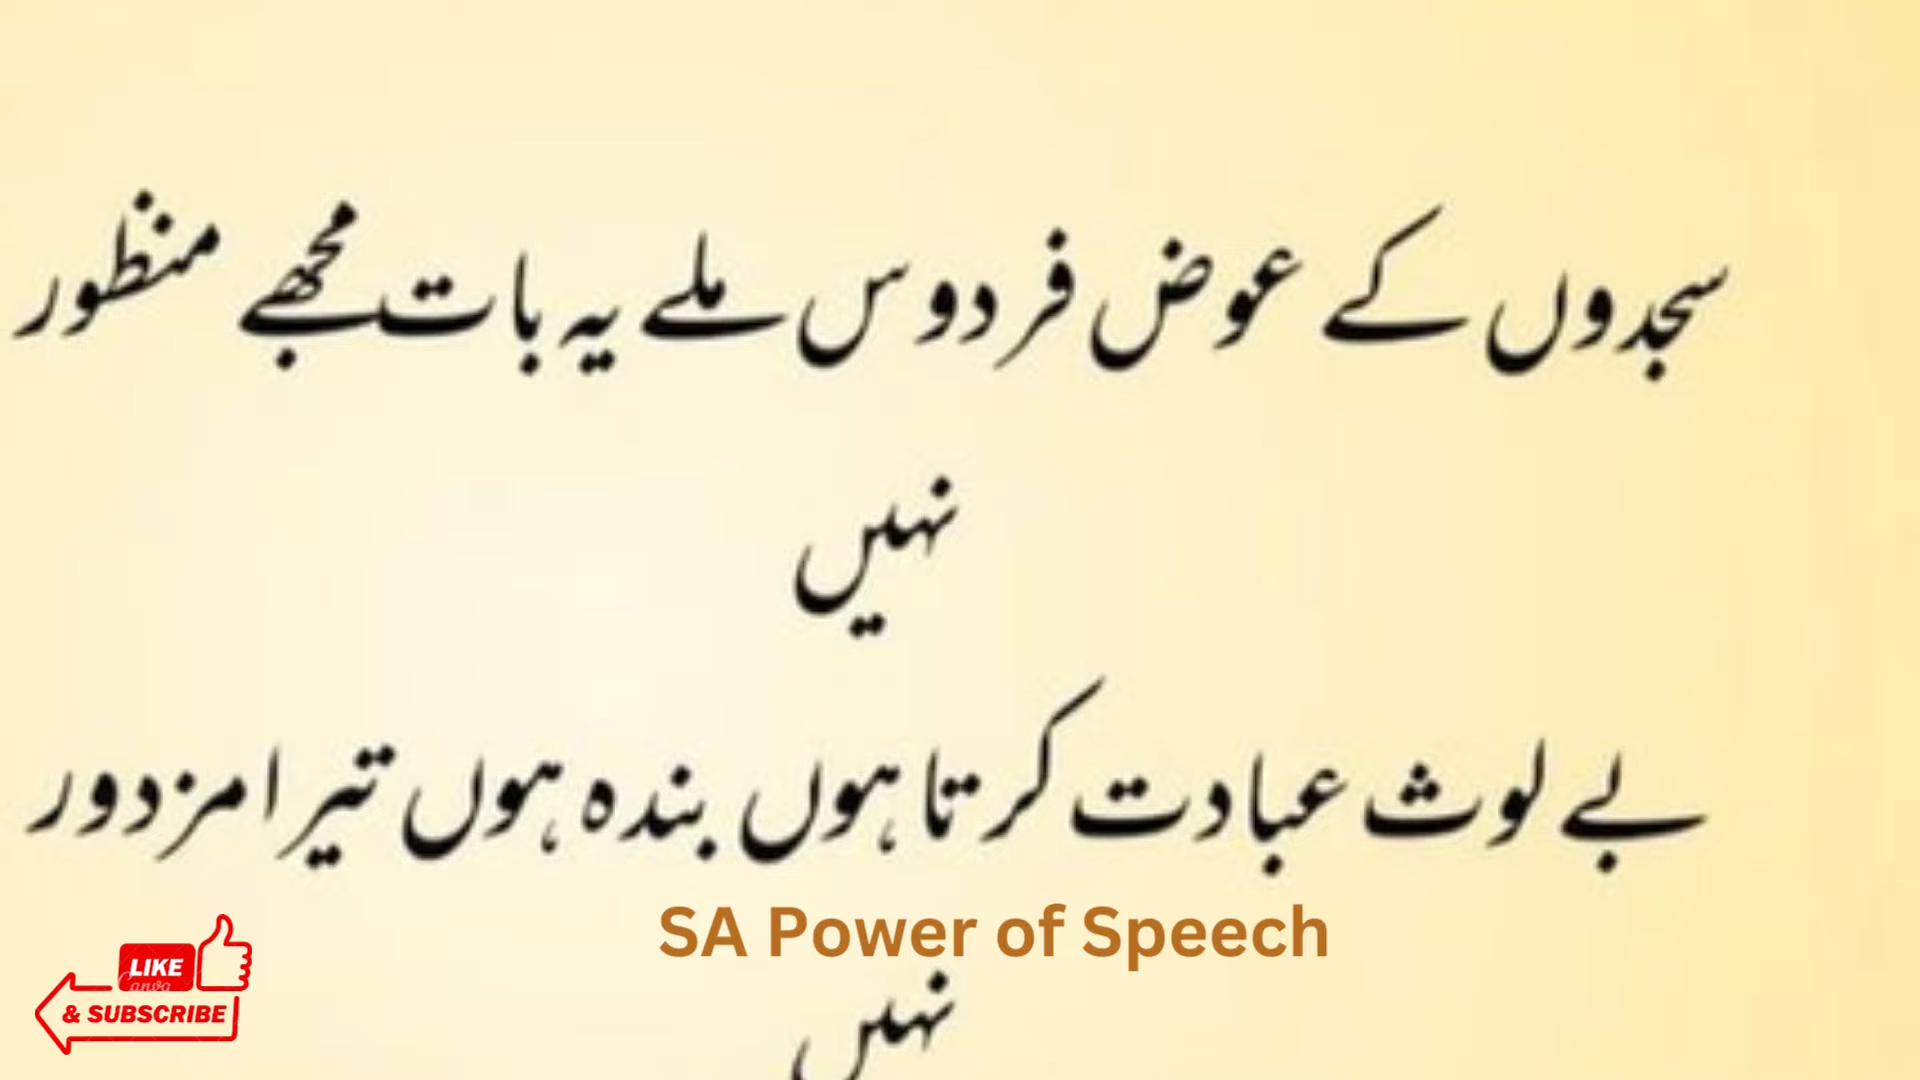 سجدوں کے عوض فردوس ملے یہ بات مجھے منظور
نہیں
بے لوث عبادت کرتا ہوں بندہ ہوں تیرا مزدور
SA Power of Speech
نہیں
LIKE
Canva
& SUBSCRIBE